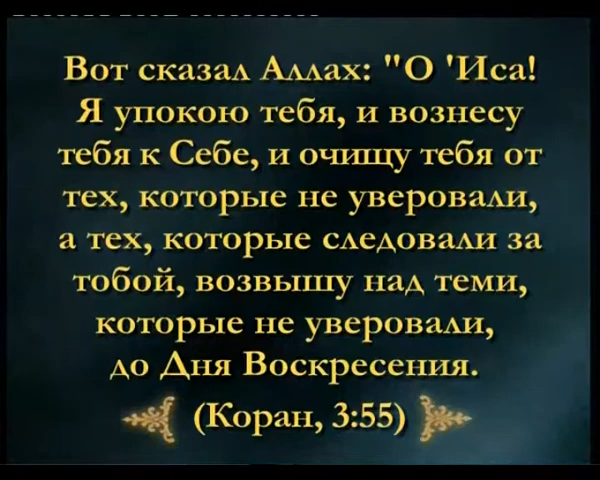 Вот сказал Аллах: "О 'Иса!
Я упокою тебя, и вознесу
тебя к Себе, и очищу тебя от
тех, которые не уверовали,
а тех, которые следовали за
тобой, возвышу над теми,
которые не уверовали,
до Дня Воскресения.
(Коран, 3:55)